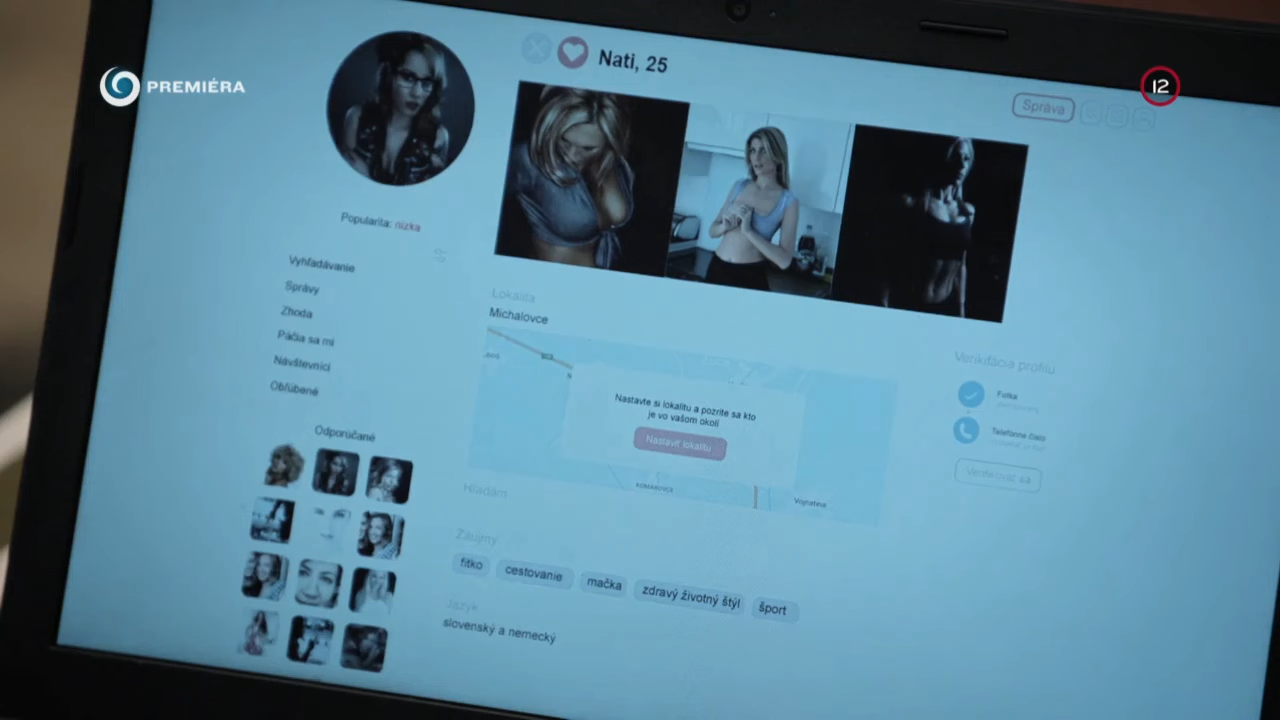 PREMIÉRA
12
Nati, 25
Správa
Popularita: nízka
Vyhľadávanie
Správy
Zhoda
Páčia sa mi
Návštevníci
Obľúbené
Odporúčané
Lokalita
Michalovce
Nastavte si lokalitu a pozrite sa kto
je vo vašom okolí
Nastaviť lokalitu
Vojnatina
Hľadám
Záujmy
fitko
cestovanie
mačka
zdravý životný štýl
šport
Jazyk
slovenský a nemecký
Verikifácia profilu
Fotka
Telefónne číslo
Verifikovať sa